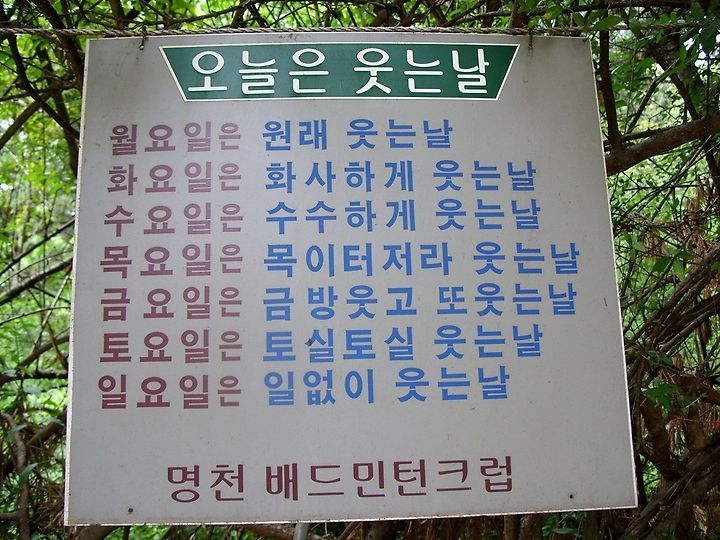 오늘은 웃는날
월요일은 원래 웃는날
화요일은 화사하게 웃는날
수요일은 수수하게 웃는날
목요일은 목이터저라 웃는날
금요일은 금방웃고 또웃는날
토요일은 토실토실 웃는날
일요일은 일없이 웃는날
명천 배드민턴크럽